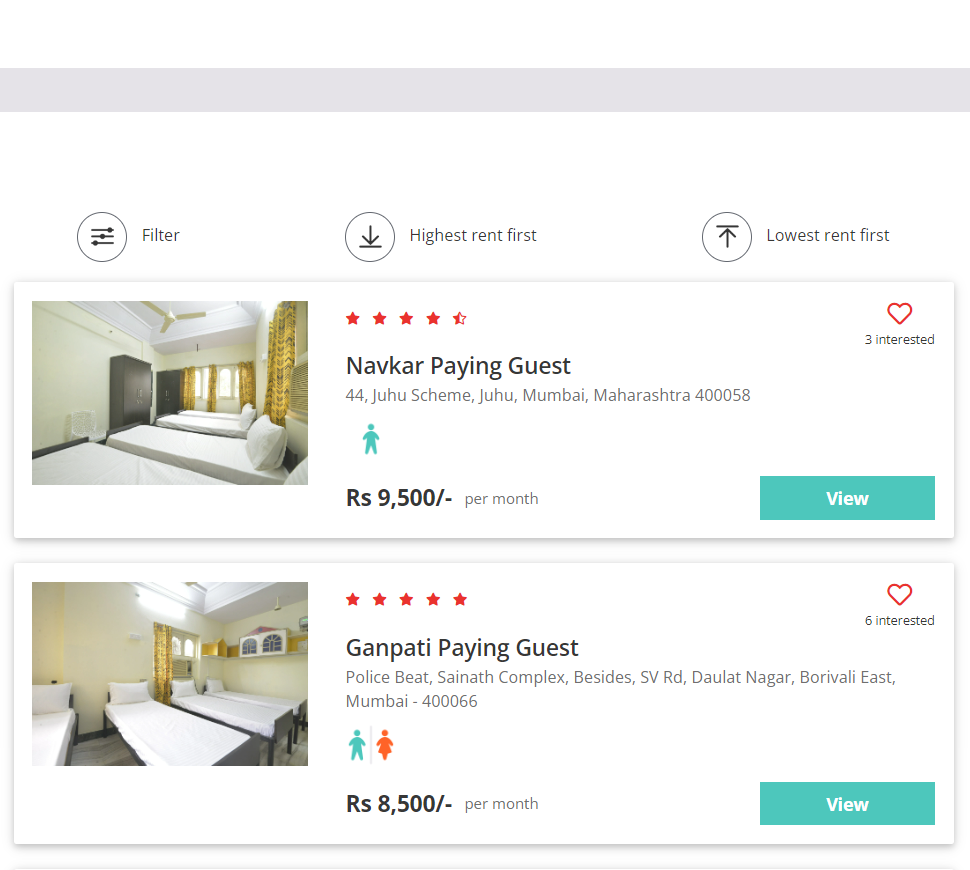 Filter
Highest rent first
Lowest rent first
3 interested
Navkar Paying Guest
44, Juhu Scheme, Juhu, Mumbai, Maharashtra 400058
Rs 9,500/- per month
View
6 interested
Ganpati Paying Guest
Police Beat, Sainath Complex, Besides, SV Rd, Daulat Nagar, Borivali East,
Mumbai - 400066
Rs 8,500/- per month
View